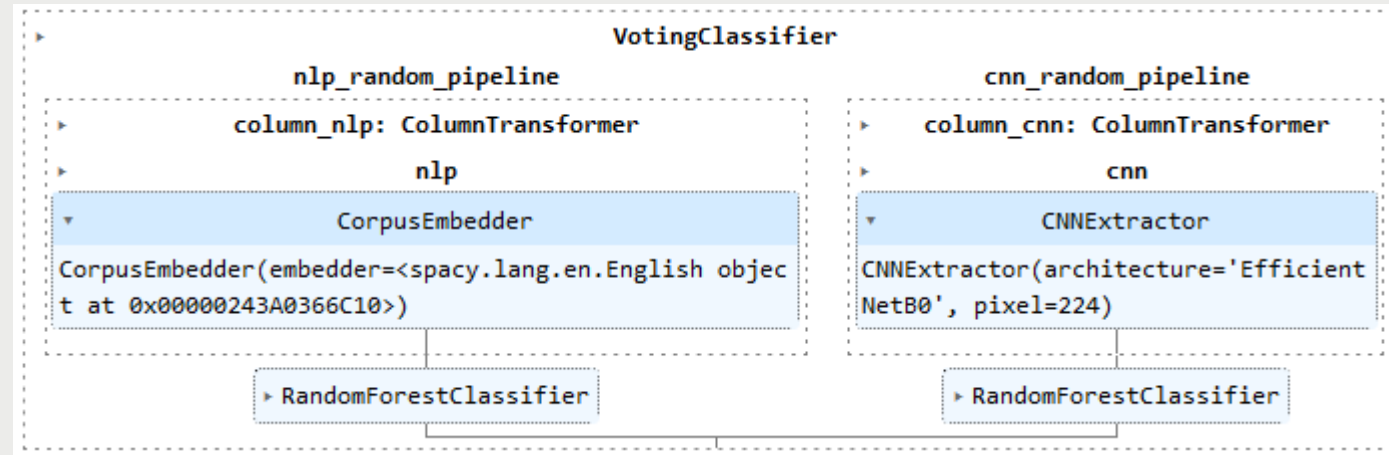 VotingClassifier
nlp_random_pipeline
column_nlp: ColumnTransformer
nlp
CorpusEmbedder
CorpusEmbedder(embedder=<spacy.lang.en.English objec
t at 0x00000243A0366C10>)
RandomForestClassifier
cnn_random_pipeline
column_cnn: ColumnTransformer
cnn
CNNExtractor
CNNExtractor(architecture='Efficient
NetB0', pixel=224)
RandomForestClassifier